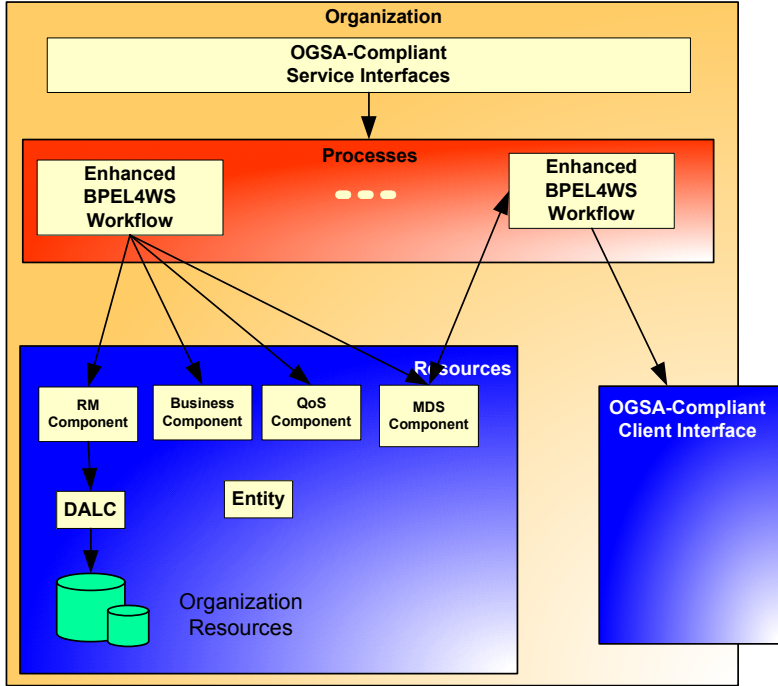 Organization
OGSA-Compliant
Service Interfaces
Processes
Enhanced
BPEL4WS
Workflow
Enhanced
BPEL4WS
Workflow
Resources
RM
Component
Business
Component
QoS
Component
MDS
Component
OGSA-Compliant
Client Interface
DALC
Entity
Organization
Resources